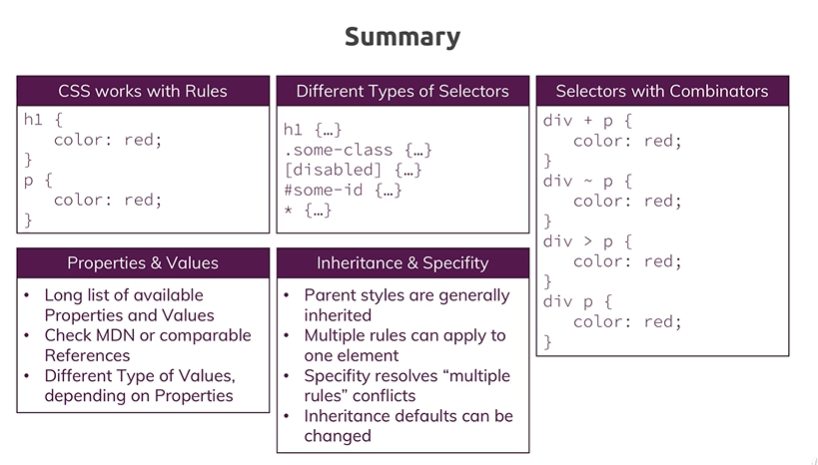 Summary
CSS works with Rules
h1 {
color: red;
}
p {
color: red;
}
Different Types of Selectors
h1 {…}
.some-class {…}
[disabled] {…}
#some-id {…}
* {…}
Selectors with Combinators
div + p {
color: red;
}
div ~ p {
color: red;
}
div > p {
color: red;
}
div p {
color: red;
}
Properties & Values
• Long list of available
Properties and Values
• Check MDN or comparable
References
• Different Type of Values,
depending on Properties
Inheritance & Specifity
• Parent styles are generally
inherited
• Multiple rules can apply to
one element
• Specifity resolves “multiple
rules” conflicts
• Inheritance defaults can be
changed